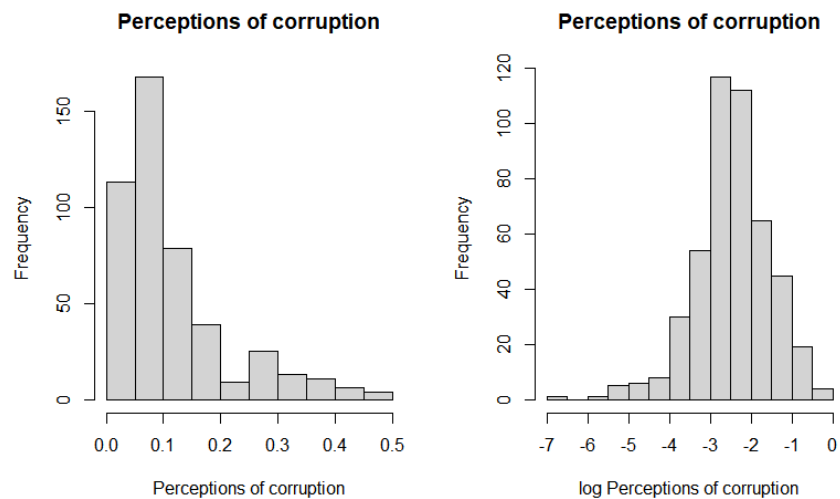 Perceptions of corruption
Frequency
0
50
100
150
0.0 0.1 0.2 0.3 0.4 0.5
Perceptions of corruption
Perceptions of corruption
Frequency
0
20
40
60
80
100
120
-7 -6 -5 -4 -3 -2 -1 0
log Perceptions of corruption